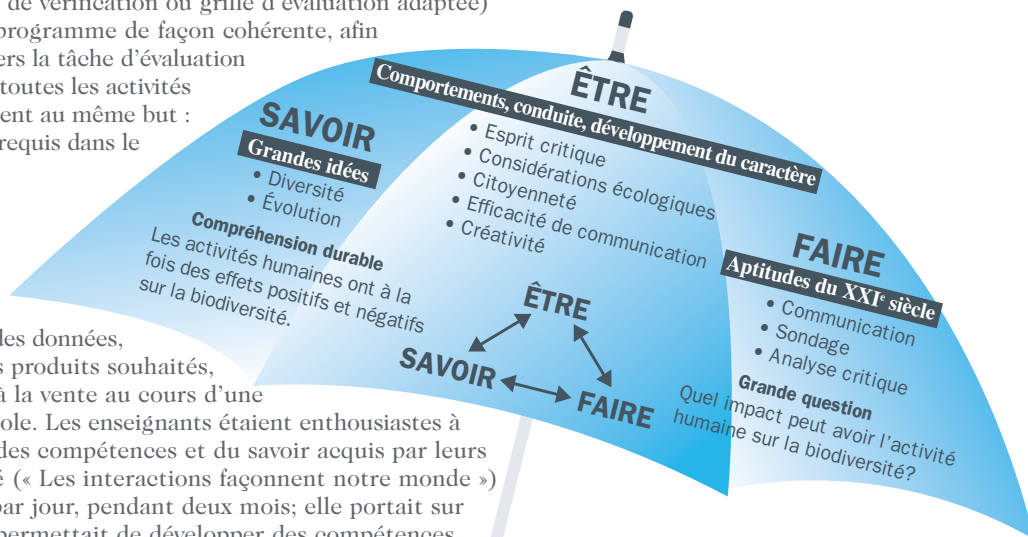 de vérification ou grille d'évaluation adaptée)
programme de façon cohérente, afin
ers la tâche d'évaluation
toutes les activités
ent au même but :
requis dans le
SAVOIR
Grandes idées
• Diversité
• Évolution
Compréhension durable
Les activités humaines ont à la
fois des effets positifs et négatifs
sur la biodiversité.
ÊTRE
Comportements, conduite, développement du caractère
• Esprit critique
• Considérations écologiques
• Citoyenneté
• Efficacité de communication
• Créativité
ÊTRE
SAVOIR
FAIRE
FAIRE
Aptitudes du XXIe siècle
• Communication
• Sondage
• Analyse critique
Grande question
Quel impact peut avoir l'activité
humaine sur la biodiversité?
des données,
s produits souhaités,
à la vente au cours d'une
ole. Les enseignants étaient enthousiastes à
des compétences et du savoir acquis par leurs
é (« Les interactions façonnent notre monde »)
par jour, pendant deux mois; elle portait sur
permettait de développer des compétences